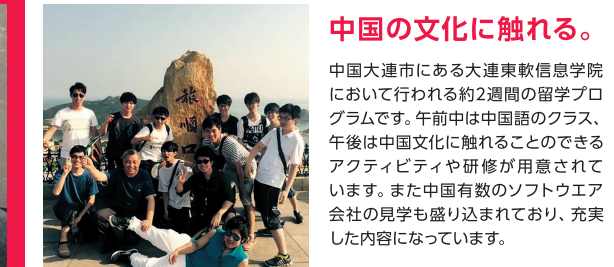 中国の文化に触れる。
中国大連市にある大連東軟信息学院
において行われる約2週間の留学プロ
グラムです。午前中は中国語のクラス、
午後は中国文化に触れることのできる
アクティビティや研修が用意されて
います。また中国有数のソフトウエア
会社の見学も盛り込まれており、充実
した内容になっています。
旅
順
口